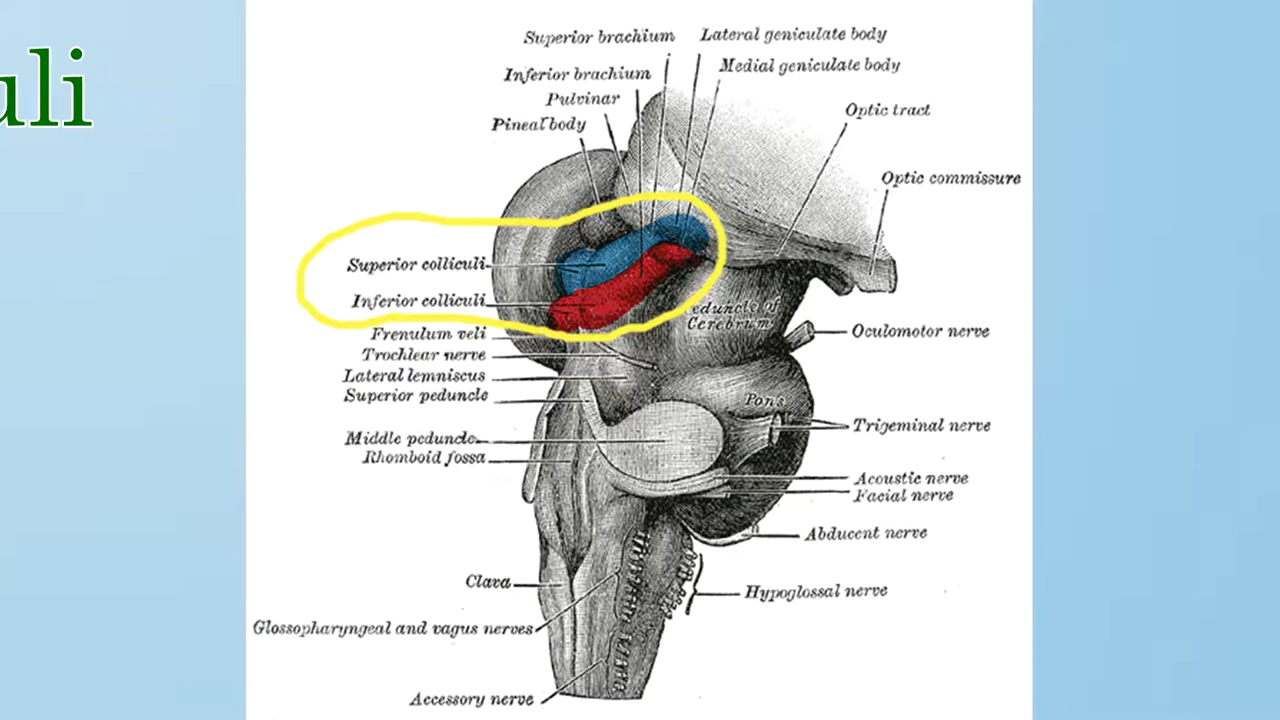 uli
Superior brachium
Lateral geniculate body
Inferior brachium
Medial geniculate body
Pulvinar
Pineal body
Optic tract
Optic commissure
Superior colliculi
Inferior colliculi
Peduncle of
Cerebrum
Frenulum veli
Oculomotor nerve
Trochlear nerve
Lateral lemniscus
Superior peduncle
Pons
Trigeminal nerve
Middle peduncle
Rhomboid fossa
Acoustic nerve
Facial nerve
Abducent nerve
Clava
Hypoglossal nerve
Glossopharyngeal and vagus nerves
Accessory nerve